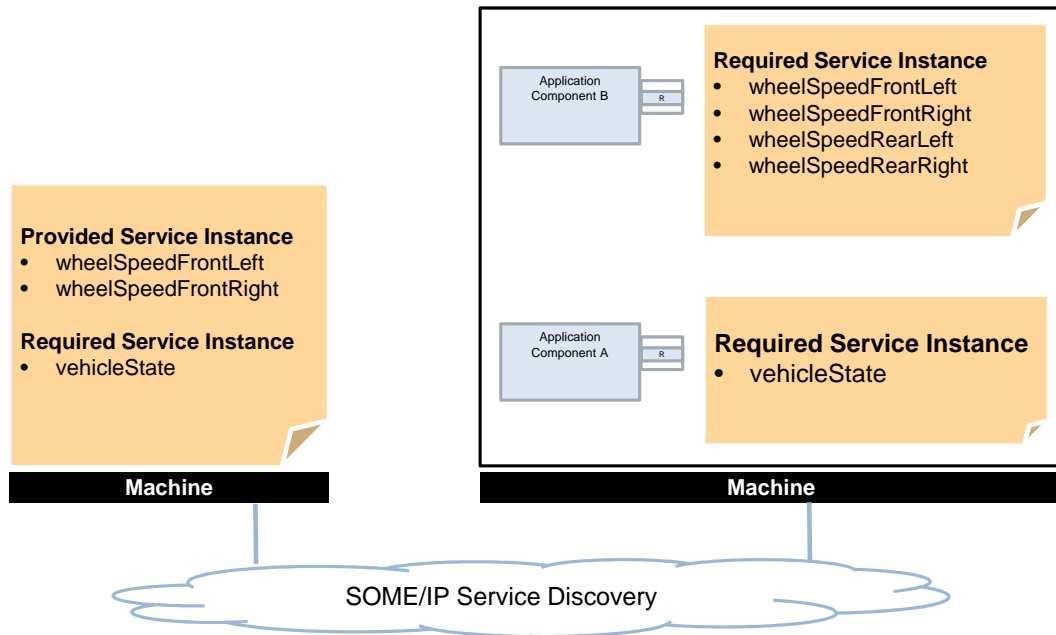 Application
Component B
R
Required Service Instance
• wheelSpeedFrontLeft
• wheelSpeedFrontRight
• wheelSpeedRearLeft
• wheelSpeedRearRight
Provided Service Instance
• wheelSpeedFrontLeft
• wheelSpeedFrontRight
Required Service Instance
• vehicleState
Application
Component A
R
Required Service Instance
• vehicleState
Machine
Machine
SOME/IP Service Discovery